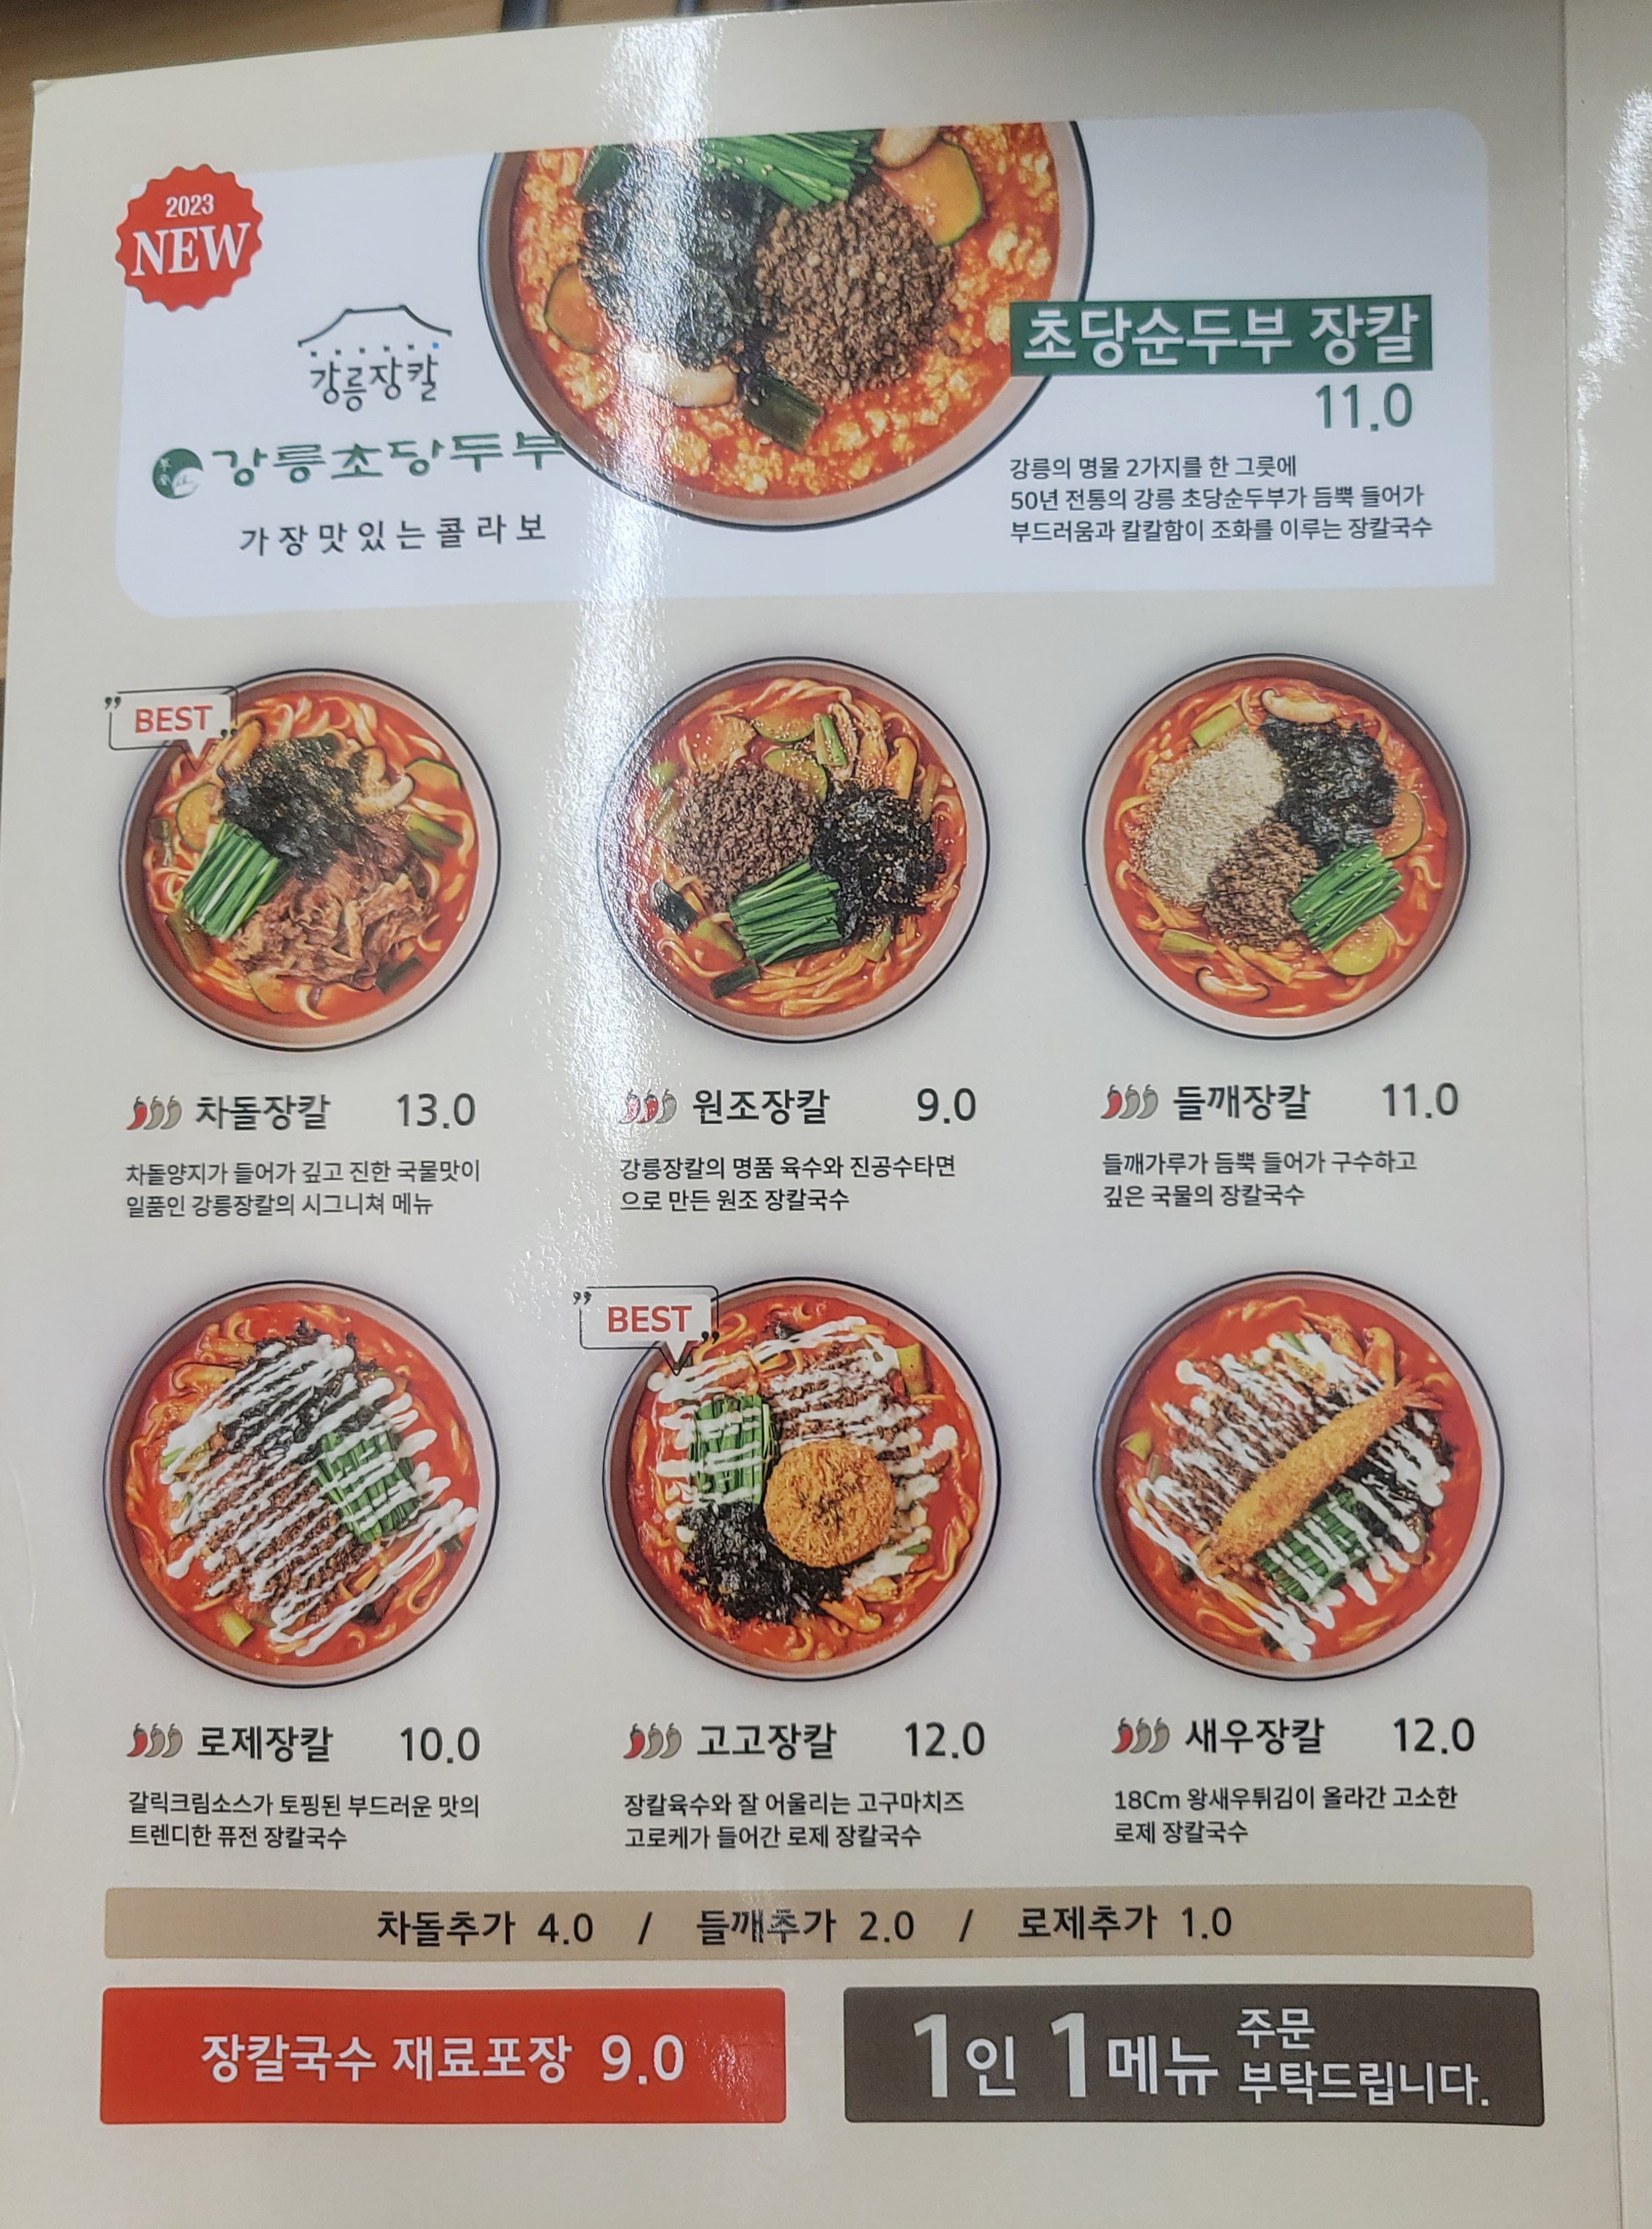 2023
NEW
강릉장칼
강릉초당두부
가장맛있는콜라보
초당순두부 장칼
11.0
강릉의 명물 2가지를 한 그릇에
50년 전통의 강릉 초당순두부가 듬뿍 들어가
부드러움과 칼칼함이 조화를 이루는 장칼국수
BEST
차돌장칼 13.0
차돌양지가 들어가 깊고 진한 국물맛이
일품인 강릉장칼의 시그니쳐 메뉴
원조장칼 9.0
강릉장칼의 명품 육수와 진공수타면
으로 만든 원조 장칼국수
들깨장칼 11.0
들깨가루가 듬뿍 들어가 구수하고
깊은 국물의 장칼국수
로제장칼 10.0
갈릭크림소스가 토핑된 부드러운 맛의
트렌디한 퓨전 장칼국수
BEST
고고장칼 12.0
장칼육수와 잘 어울리는 고구마치즈
고로케가 들어간 로제 장칼국수
새우장칼 12.0
18Cm 왕새우튀김이 올라간 고소한
로제 장칼국수
차돌추가 4.0 / 들깨추가 2.0 / 로제추가 1.0
장칼국수 재료포장 9.0
1인 1메뉴 주문
부탁드립니다.